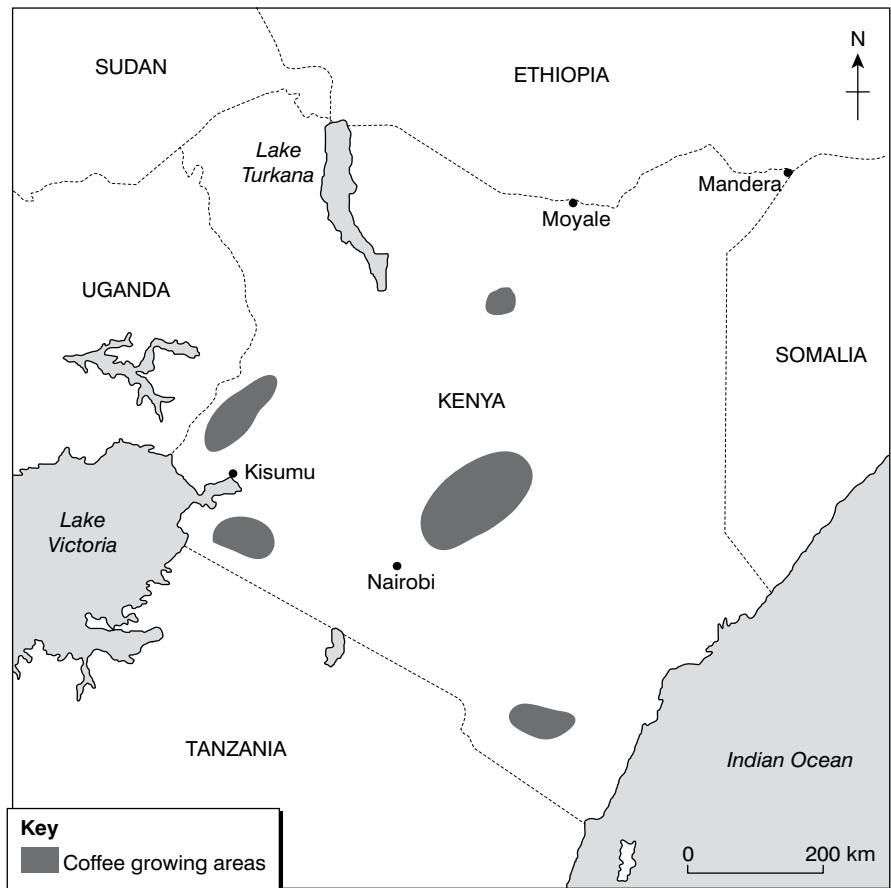 SUDAN
ETHIOPIA
N
Lake
Turkana
Mandera
Moyale
UGANDA
SOMALIA
KENYA
Kisumu
Lake
Victoria
Nairobi
TANZANIA
Indian Ocean
Key
Coffee growing areas
0 200 km